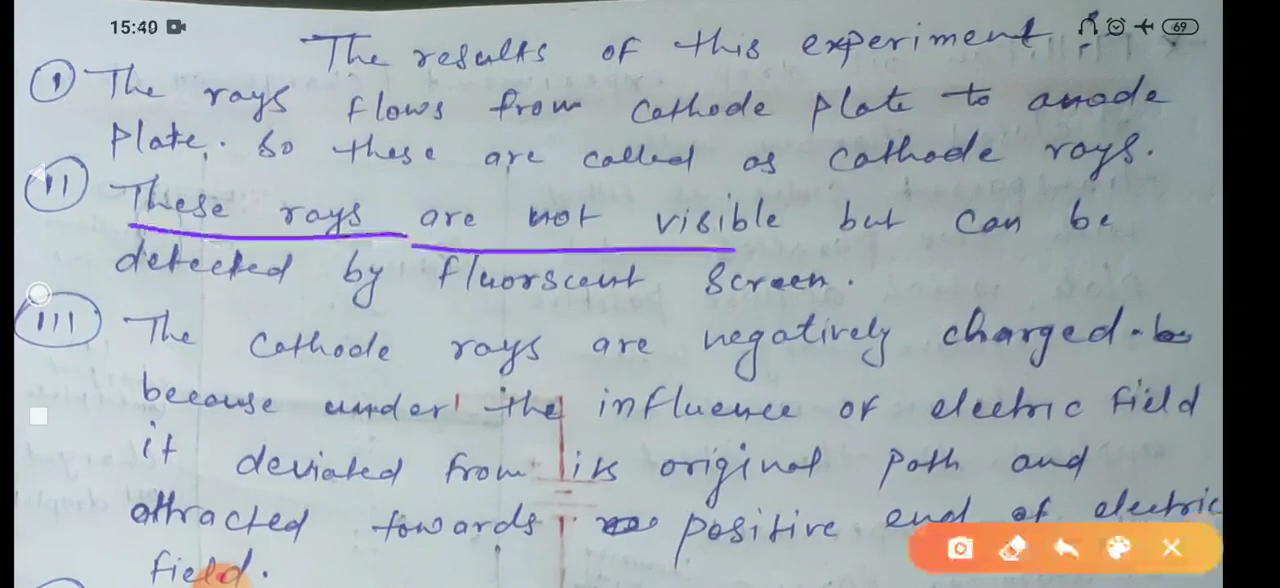 15:40
69
The results of this experiment
(I) The rays flows from cathode plate to anode
plate. So these are called as cathode rays.
(II) These rays are not visible but can be
detected by fluorscent screen.
(III) The cathode rays are negatively charged.
because under the influence of electric field
it deviated from its original path and
attracted towards positive end of electric
field.